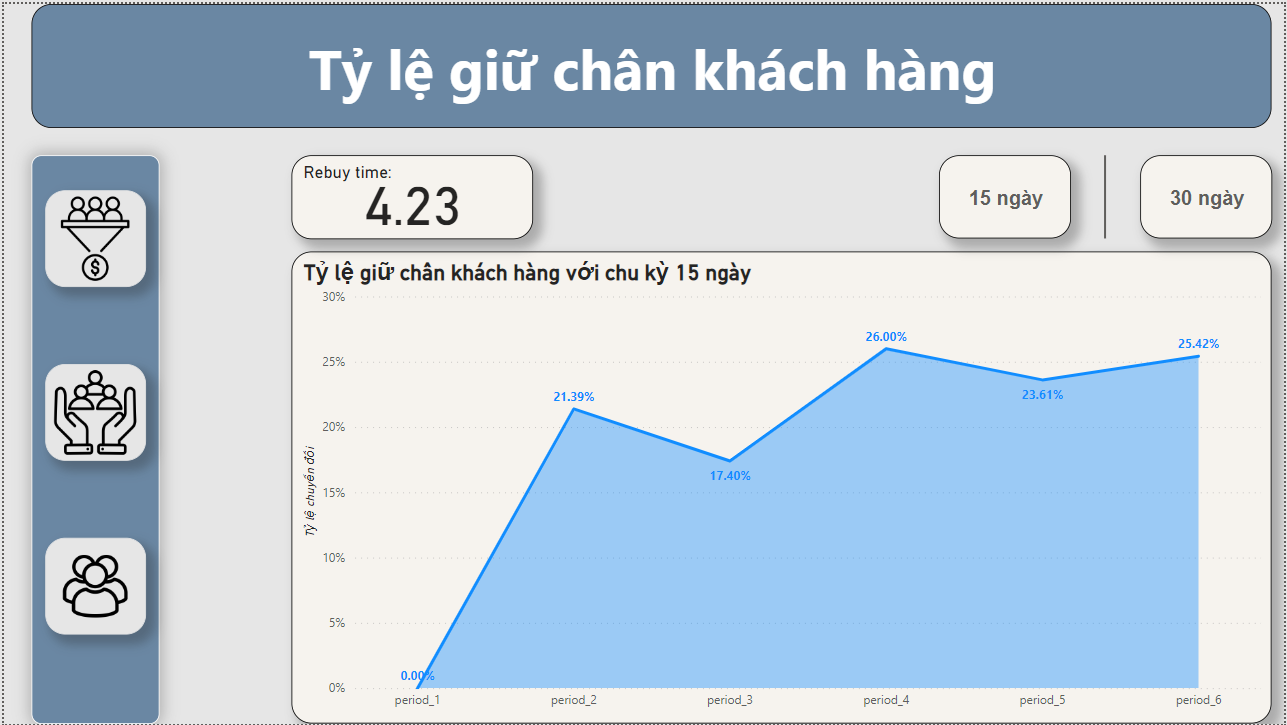 Tỷ lệ giữ chân khách hàng
Rebuy time:
4.23
15 ngày
30 ngày
$
Tỷ lệ giữ chân khách hàng với chu kỳ 15 ngày
Tỷ lệ chuyển đổi
30%
25%
20%
15%
10%
5%
0%
0.00%
21.39%
17.40%
26.00%
23.61%
25.42%
period_1
period_2
period_3
period_4
period_5
period_6